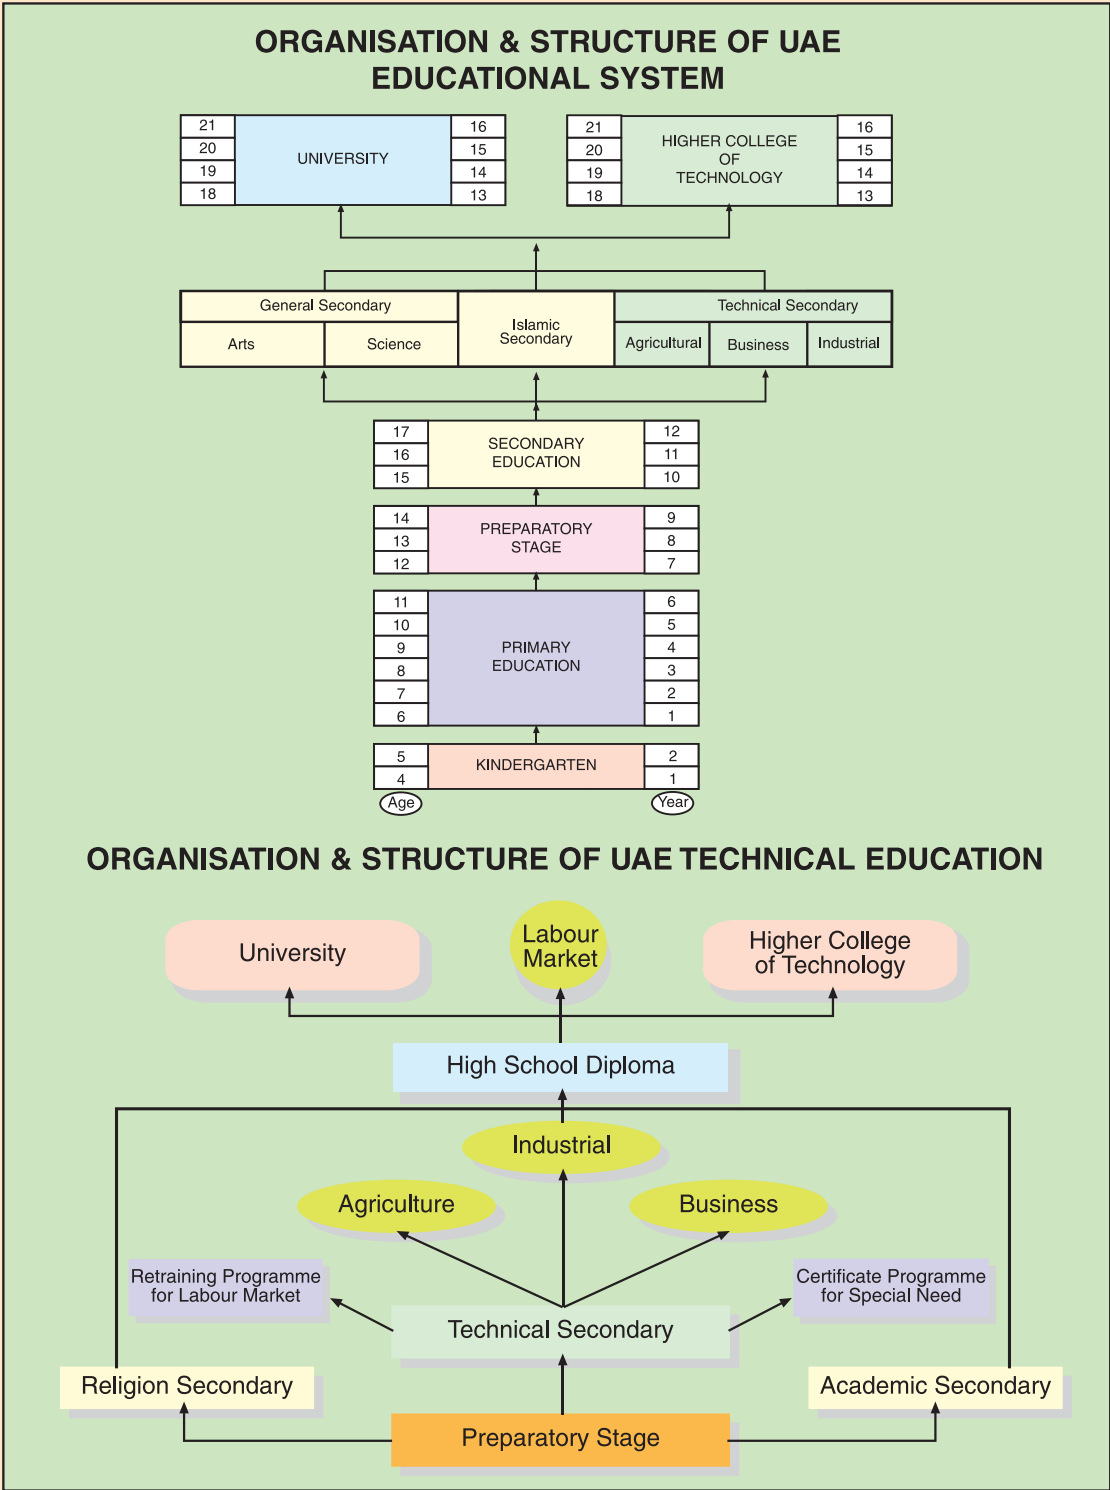 ORGANISATION & STRUCTURE OF UAE
EDUCATIONAL SYSTEM
21
20
19
18
UNIVERSITY
16
15
14
13
21
20
19
18
HIGHER COLLEGE
OF
TECHNOLOGY
16
15
14
13
General Secondary
Arts
Science
Islamic
Secondary
Technical Secondary
Agricultural
Business
Industrial
17
16
15
SECONDARY
EDUCATION
12
11
10
14
13
12
PREPARATORY
STAGE
9
8
7
11
10
9
8
7
6
PRIMARY
EDUCATION
6
5
4
3
2
1
5
4
KINDERGARTEN
2
1
Age
Year
ORGANISATION & STRUCTURE OF UAE TECHNICAL EDUCATION
University
Labour
Market
Higher College
of Technology
High School Diploma
Industrial
Agriculture
Business
Retraining Programme
for Labour Market
Certificate Programme
for Special Need
Technical Secondary
Religion Secondary
Academic Secondary
Preparatory Stage